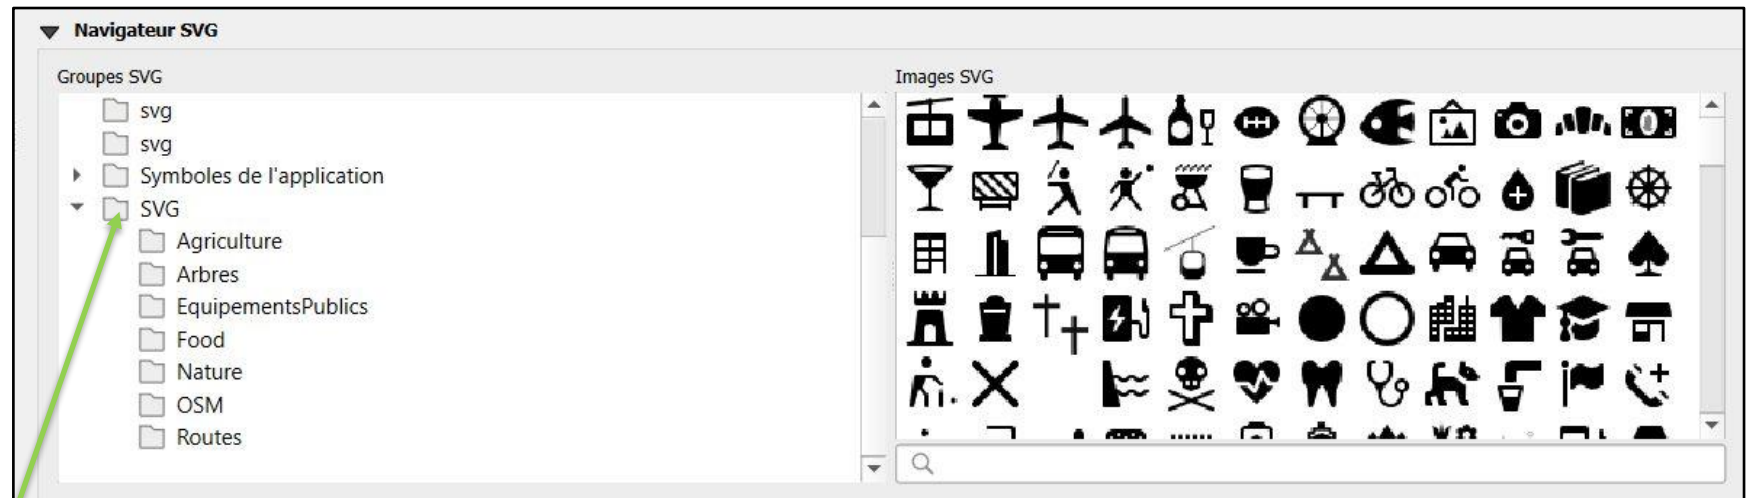 Navigateur SVG
Groupes SVG
Images SVG
svg
svg
Symboles de l'application
SVG
Agriculture
Arbres
EquipementsPublics
Food
Nature
OSM
Routes